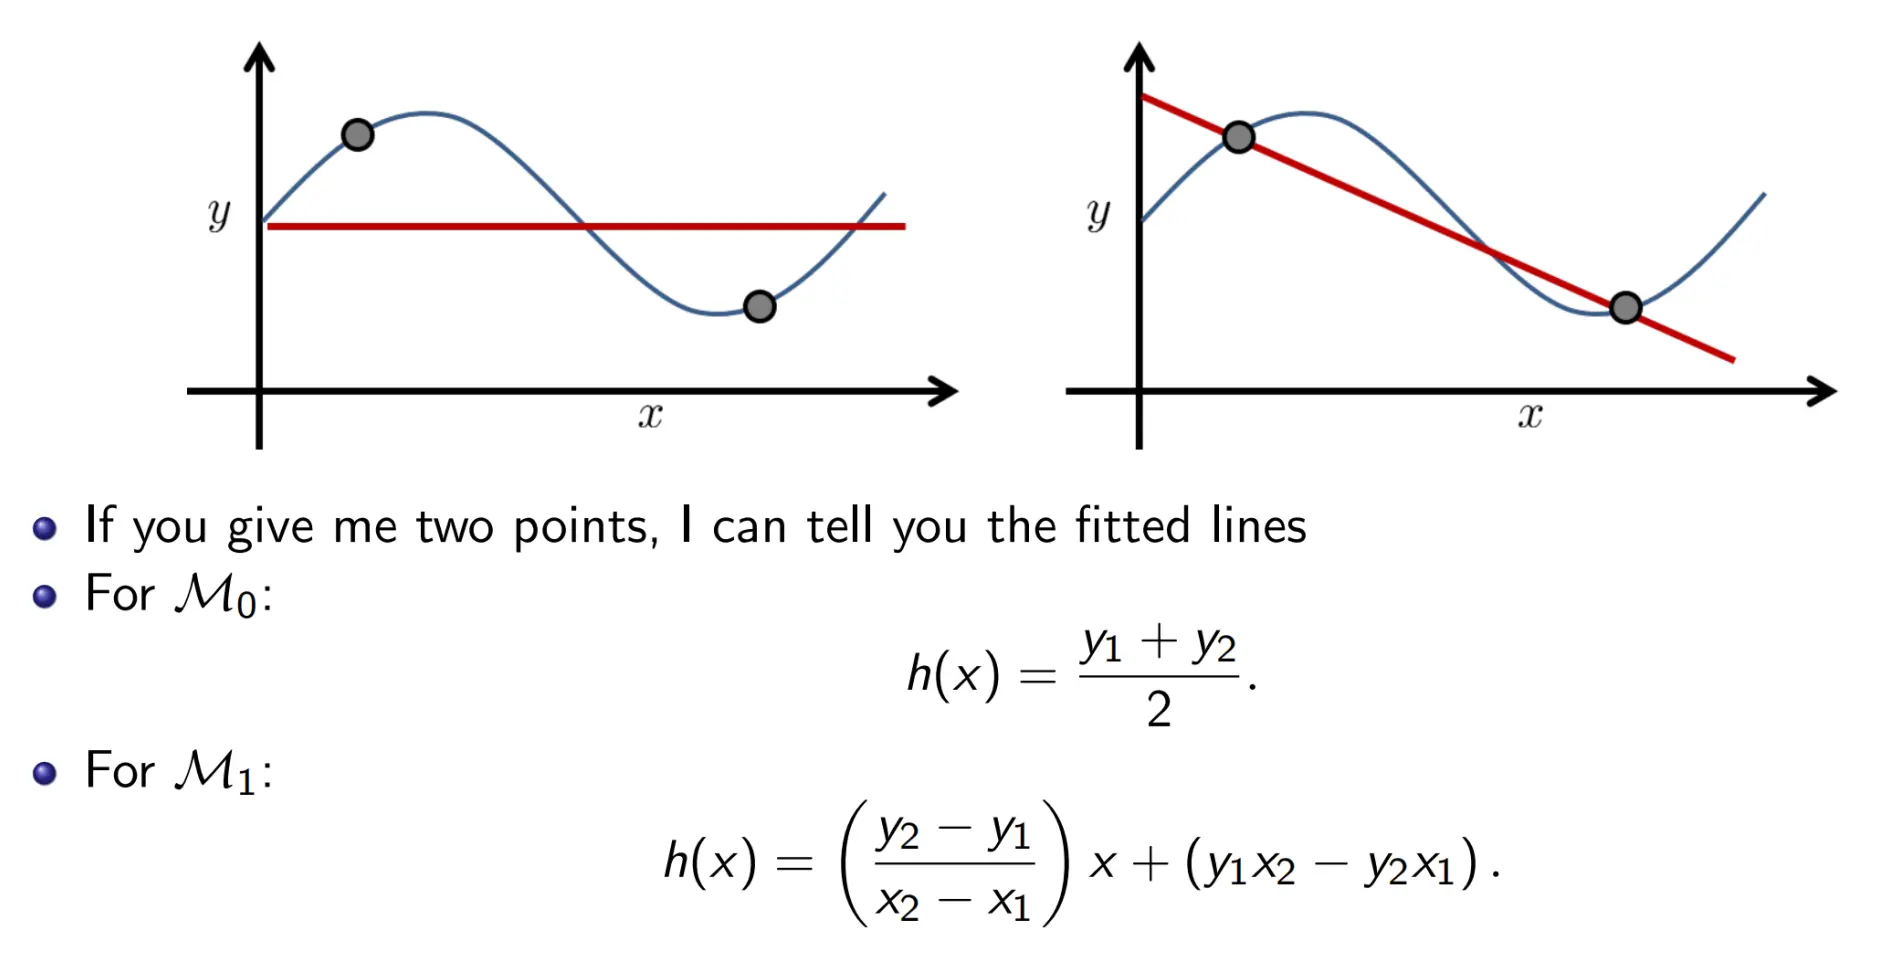 y
x
y
x
• If you give me two points, I can tell you the fitted lines
• For $\mathcal{M}_0$:
$h(x) = \frac{y_1 + y_2}{2}.$
• For $\mathcal{M}_1$:
$h(x) = \left(\frac{y_2 - y_1}{x_2 - x_1}\right) x + (y_1 x_2 - y_2 x_1).$